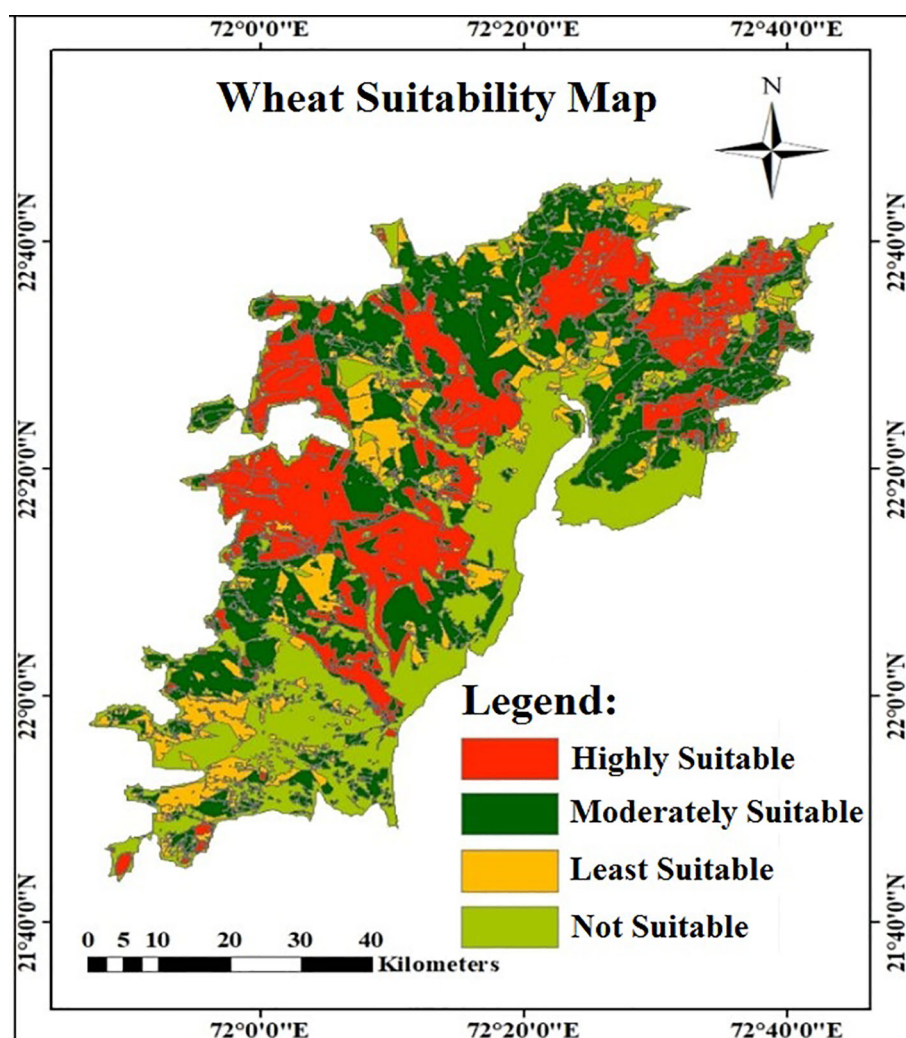 72°0'0"E 72°20'0"E 72°40'0"E
Wheat Suitability Map
N
22°40'0"N 22°40'0"N
22°20'0"N 22°20'0"N
22°0'0"N 22°0'0"N
Legend:
Highly Suitable
Moderately Suitable
Least Suitable
Not Suitable
21°40'0"N 21°40'0"N
0 5 10 20 30 40
Kilometers
72°0'0"E 72°20'0"E 72°40'0"E